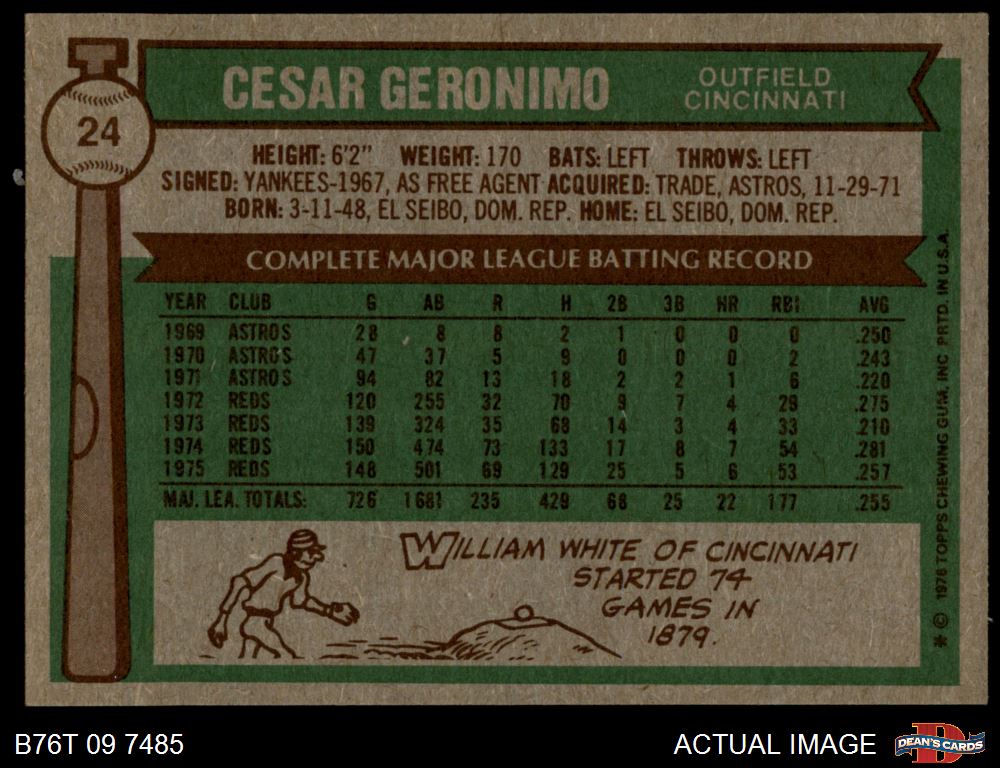 CESAR GERONIMO
OUTFIELD
CINCINNATI
24
HEIGHT: 6'2" WEIGHT: 170 BATS: LEFT THROWS: LEFT
SIGNED: YANKEES-1967, AS FREE AGENT ACQUIRED: TRADE, ASTROS, 11-29-71
BORN: 3-11-48, EL SEIBO, DOM. REP. HOME: EL SEIBO, DOM. REP.
COMPLETE MAJOR LEAGUE BATTING RECORD
YEAR CLUB G AB R H 2B 3B HR RBI AVG
1969 ASTROS 28 8 8 2 1 0 0 0 .250
1970 ASTROS 47 37 5 9 0 0 0 2 .243
1971 ASTROS 94 82 13 18 2 2 1 6 .220
1972 REDS 120 255 32 70 9 7 4 29 .275
1973 REDS 139 324 35 68 14 3 4 33 .210
1974 REDS 150 474 73 133 17 8 7 54 .281
1975 REDS 148 501 69 129 25 5 6 53 .257
MAJ. LEA. TOTALS: 726 1681 235 429 68 25 22 177 .255
WILLIAM WHITE OF CINCINNATI
STARTED 74
GAMES IN
1879.
* © 1976 TOPPS CHEWING GUM, INC. PRTD. IN U.S.A.
B76T 09 7485
ACTUAL IMAGE
D
DEAN'S CARDS